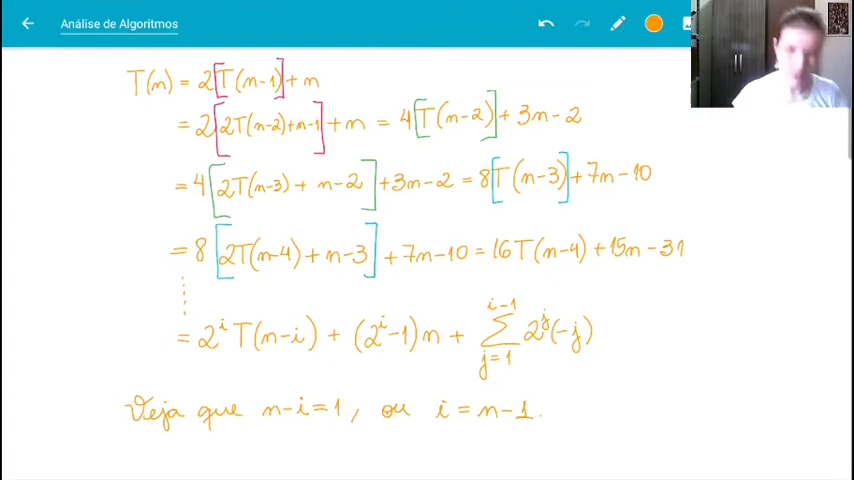 Análise de Algoritmos
T(n) = 2[T(n-1)] + n
= 2[2T(n-2)+n-1] + n = 4[T(n-2)] + 3n - 2
= 4[2T(n-3) + n-2] + 3n - 2 = 8[T(n-3)] + 7n - 10
= 8[2T(n-4) + n-3] + 7n - 10 = 16T(n-4) + 15n - 31
= 2^i T(n-i) + (2^i - 1)n + ∑_{j=1}^{i-1} 2^j(-j)
Veja que n-i=1, ou i = n-1.